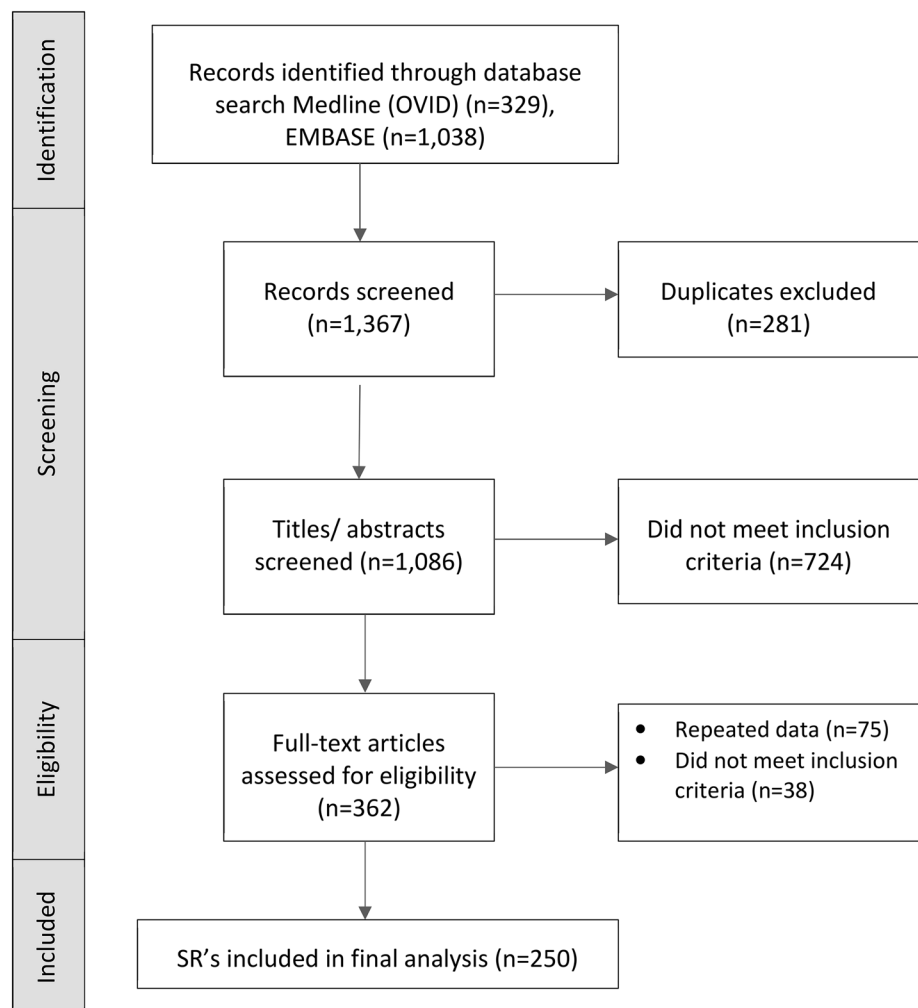 Identification
Records identified through database
search Medline (OVID) (n=329),
EMBASE (n=1,038)
Screening
Records screened
(n=1,367)
Duplicates excluded
(n=281)
Titles/ abstracts
screened (n=1,086)
Did not meet inclusion
criteria (n=724)
Eligibility
Full-text articles
assessed for eligibility
(n=362)
• Repeated data (n=75)
• Did not meet inclusion
criteria (n=38)
Included
SR's included in final analysis (n=250)